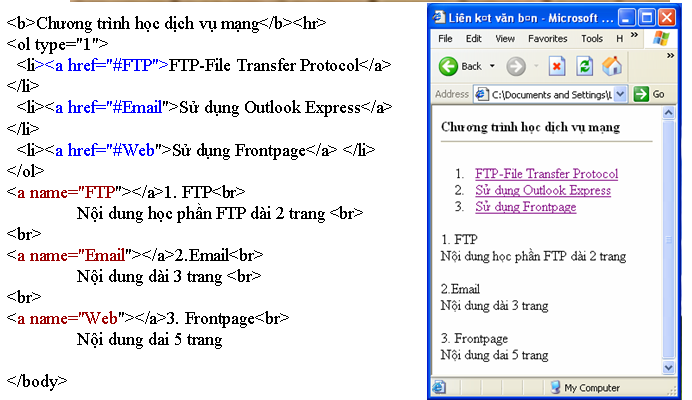 <b>Chương trình học dịch vụ mạng</b><hr>
<ol type="1">
<li><a href="#FTP">FTP-File Transfer Protocol</a>
</li>
<li><a href="#Email">Sử dụng Outlook Express</a>
</li>
<li><a href="#Web">Sử dụng Frontpage</a> </li>
</ol>
<a name="FTP"></a>1. FTP<br>
Nội dung học phần FTP dài 2 trang <br>
<br>
<a name="Email"></a>2.Email<br>
Nội dung dài 3 trang <br>
<br>
<a name="Web"></a>3. Frontpage<br>
Nội dung dai 5 trang
</body>
Liên k¤t văn b¤n - Microsoft ...
File Edit View Favorites Tools H »
Back »
Address C:\Documents and Settings\L Go
Chương trình học dịch vụ mạng
1. FTP-File Transfer Protocol
2. Sử dụng Outlook Express
3. Sử dụng Frontpage
1. FTP
Nội dung học phần FTP dài 2 trang
2.Email
Nội dung dài 3 trang
3. Frontpage
Nội dung dai 5 trang
My Computer